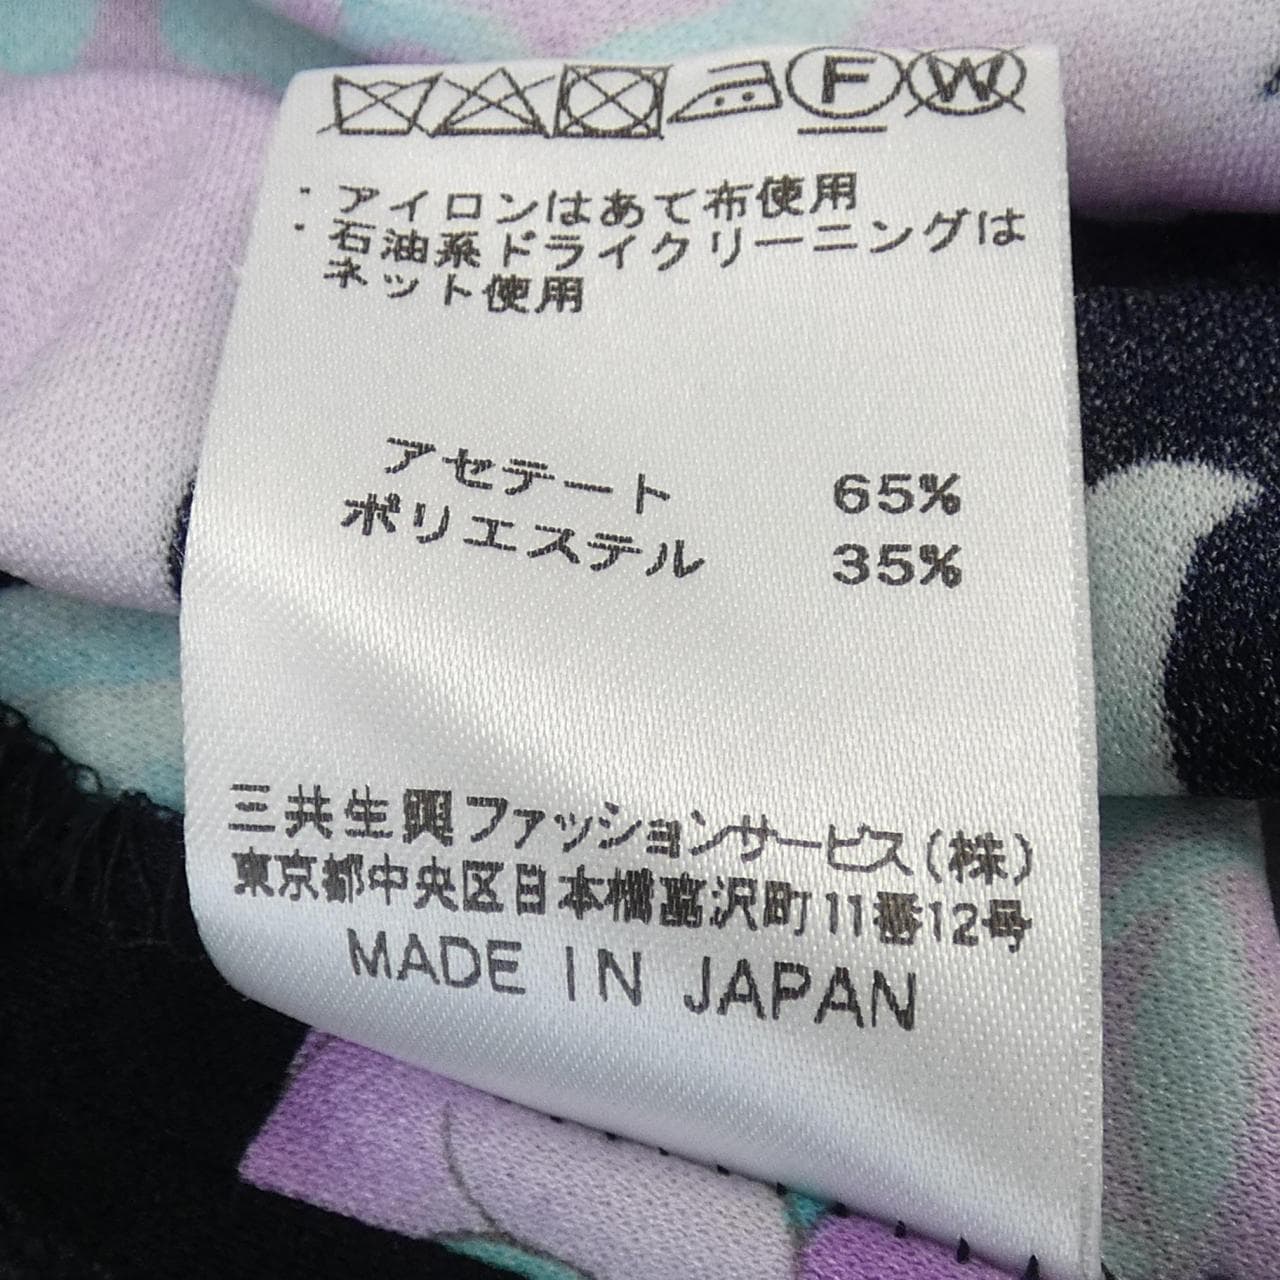 F W
・アイロンはあて布使用
・石油系ドライクリーニングは
ネット使用
アセテート 65%
ポリエステル 35%
三共生興ファッションサービス(株)
東京都中央区日本橋富沢町11番12号
MADE IN JAPAN